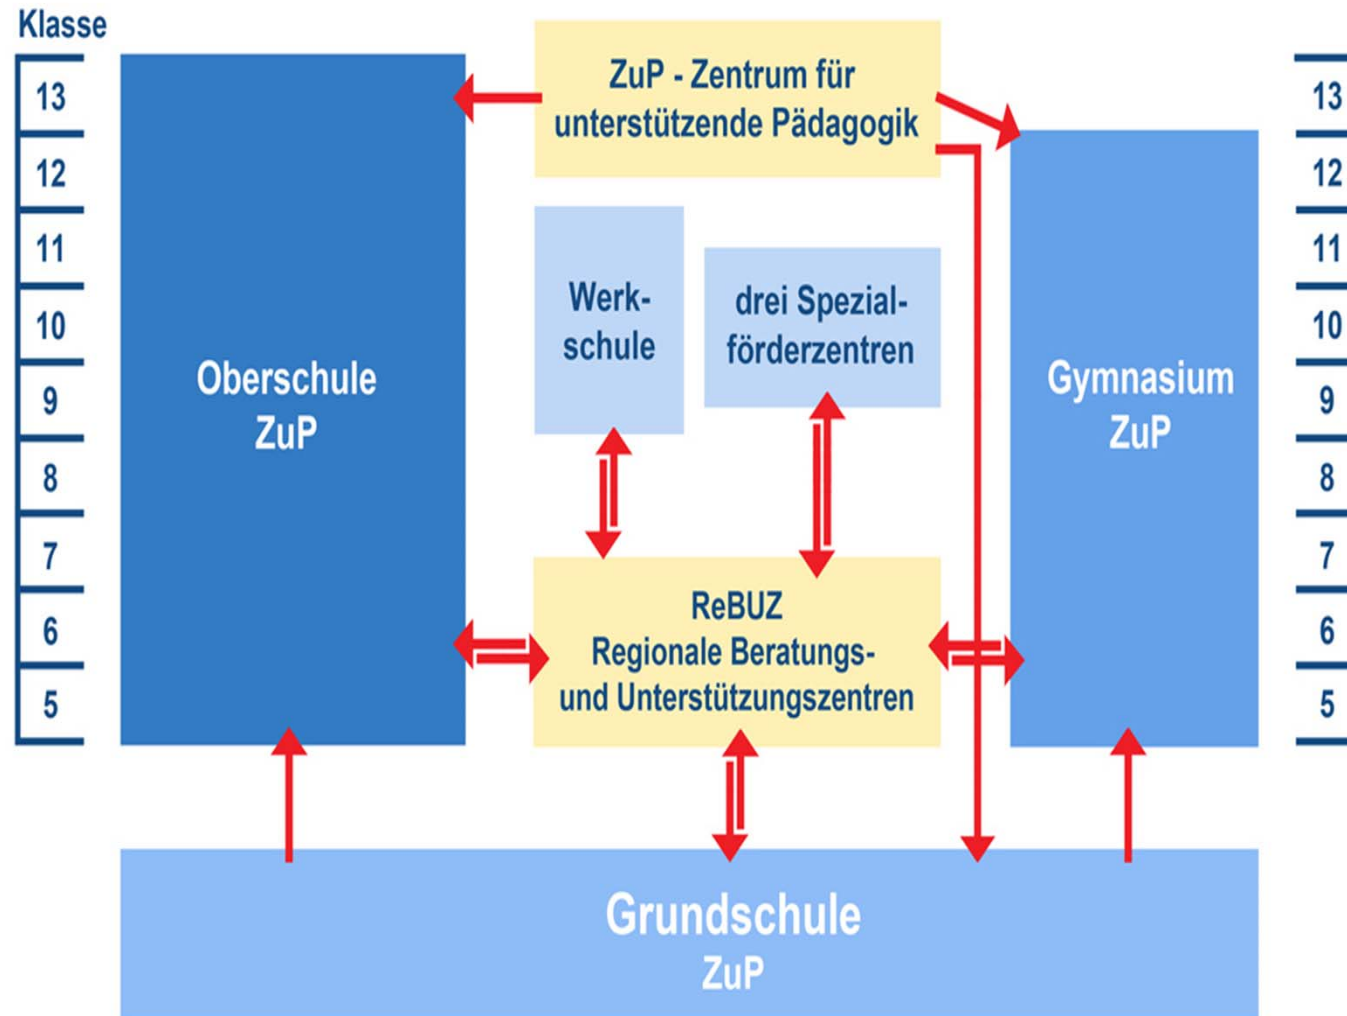 Klasse
13
12
11
10
9
8
7
6
5
Oberschule
ZuP
ZuP - Zentrum für
unterstützende Pädagogik
Werk-
schule
drei Spezial-
förderzentren
ReBUZ
Regionale Beratungs-
und Unterstützungszentren
Gymnasium
ZuP
13
12
11
10
9
8
7
6
5
Grundschule
ZuP